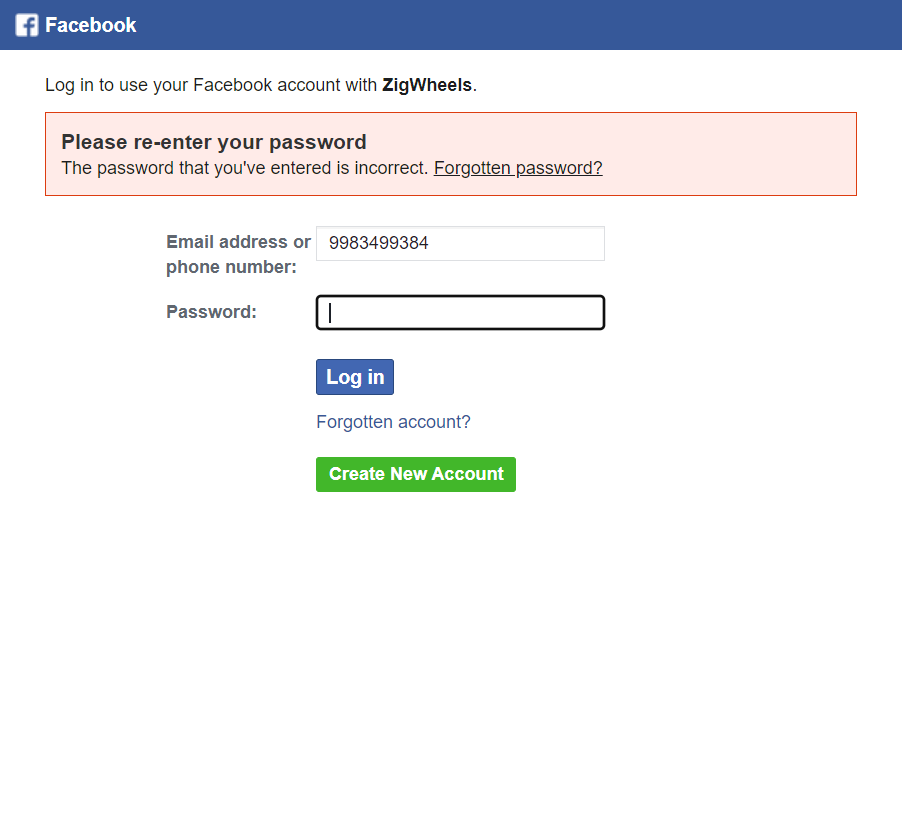 Facebook
Log in to use your Facebook account with ZigWheels.
Please re-enter your password
The password that you've entered is incorrect. Forgotten password?
Email address or
phone number:
9983499384
Password:
Log in
Forgotten account?
Create New Account